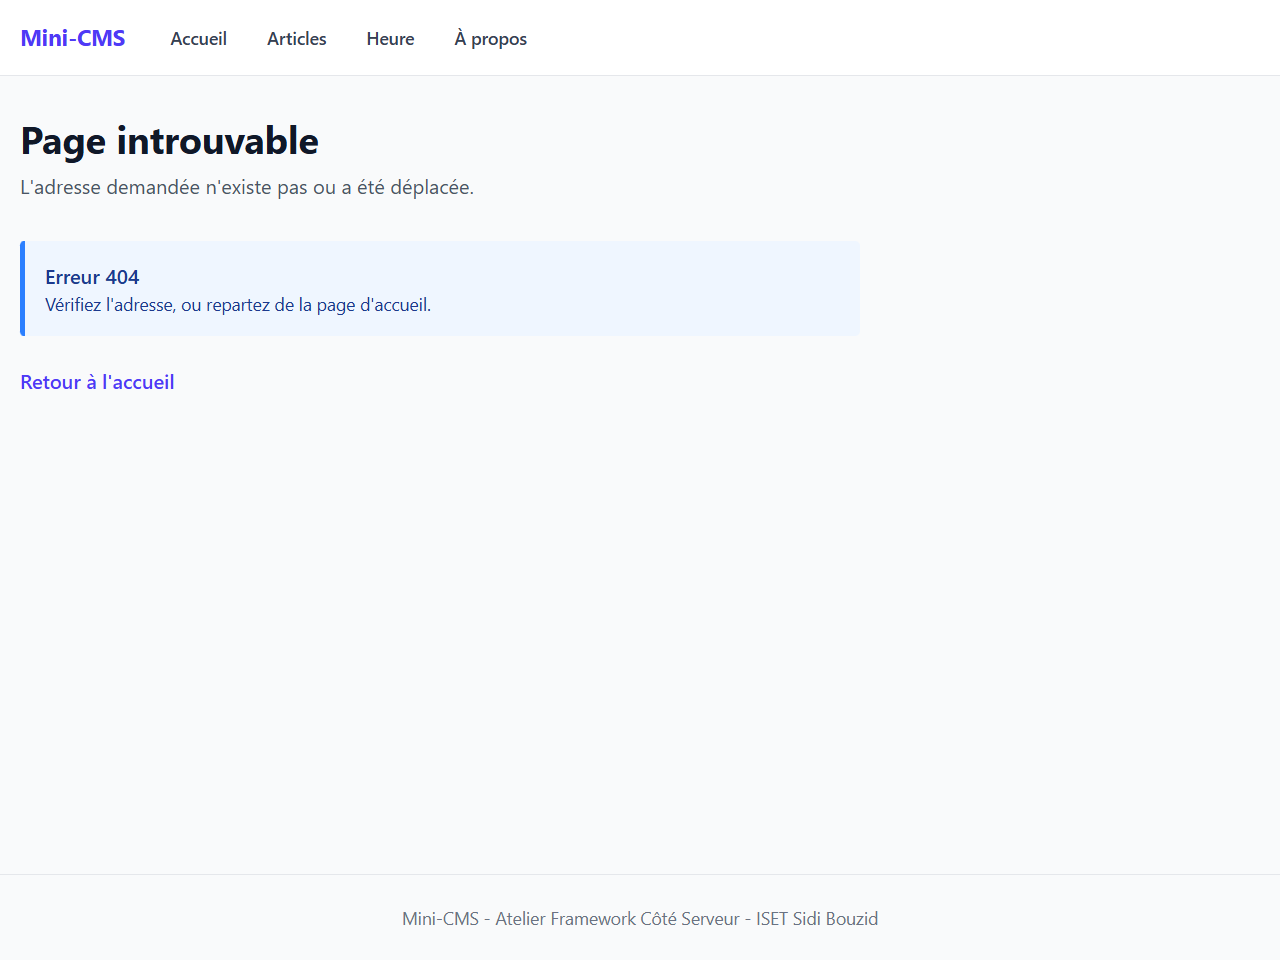 Mini-CMS Accueil Articles Heure À propos
Page introuvable
L'adresse demandée n'existe pas ou a été déplacée.
Erreur 404
Vérifiez l'adresse, ou repartez de la page d'accueil.
Retour à l'accueil
Mini-CMS - Atelier Framework Côté Serveur - ISET Sidi Bouzid